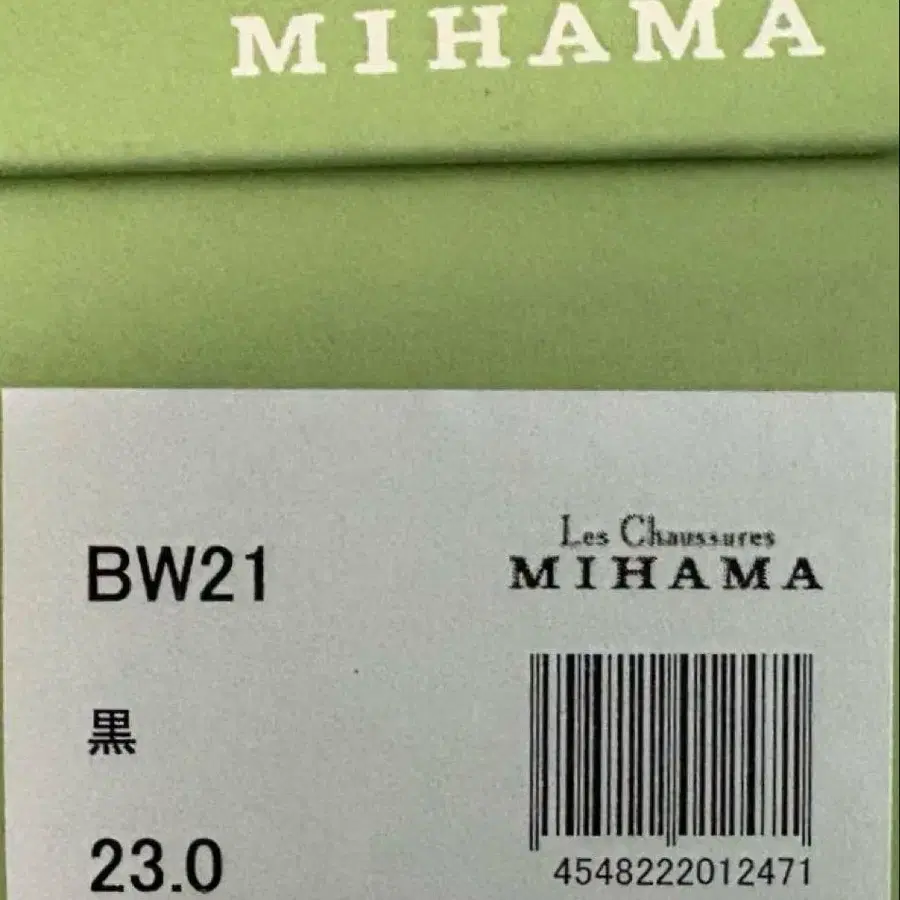 MIHAMA
BW21
Les Chaussures
MIHAMA
黒
23.0
4548222012471